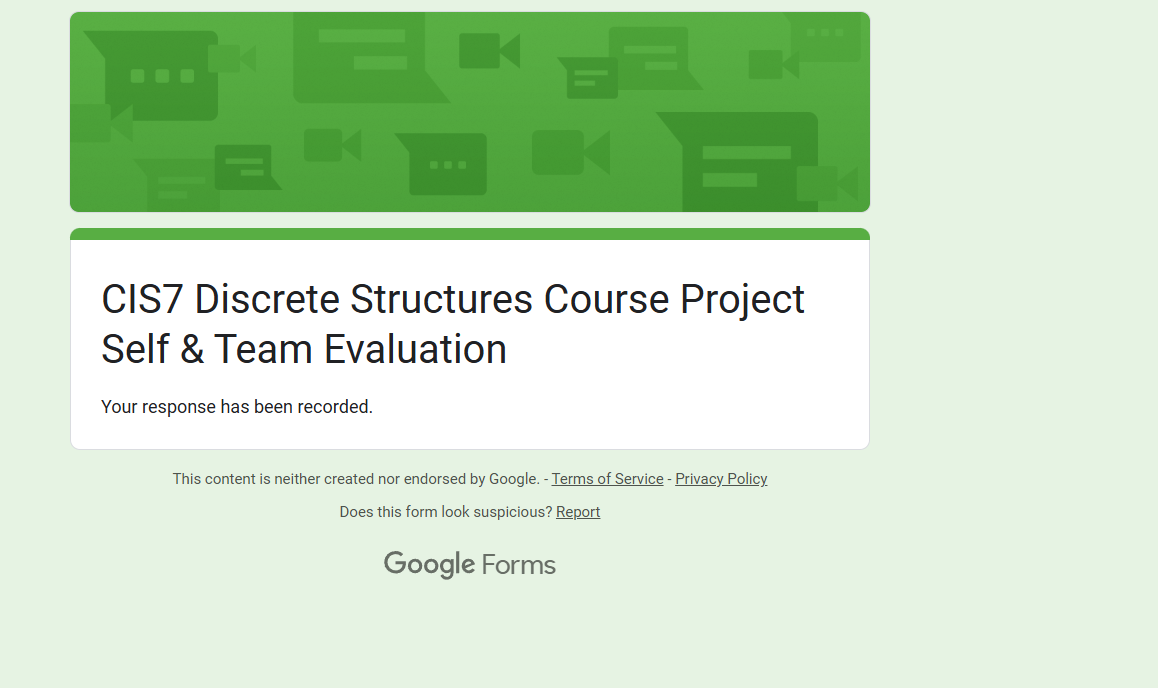 CIS7 Discrete Structures Course Project
Self & Team Evaluation
Your response has been recorded.
This content is neither created nor endorsed by Google. - Terms of Service - Privacy Policy
Does this form look suspicious? Report
Google Forms